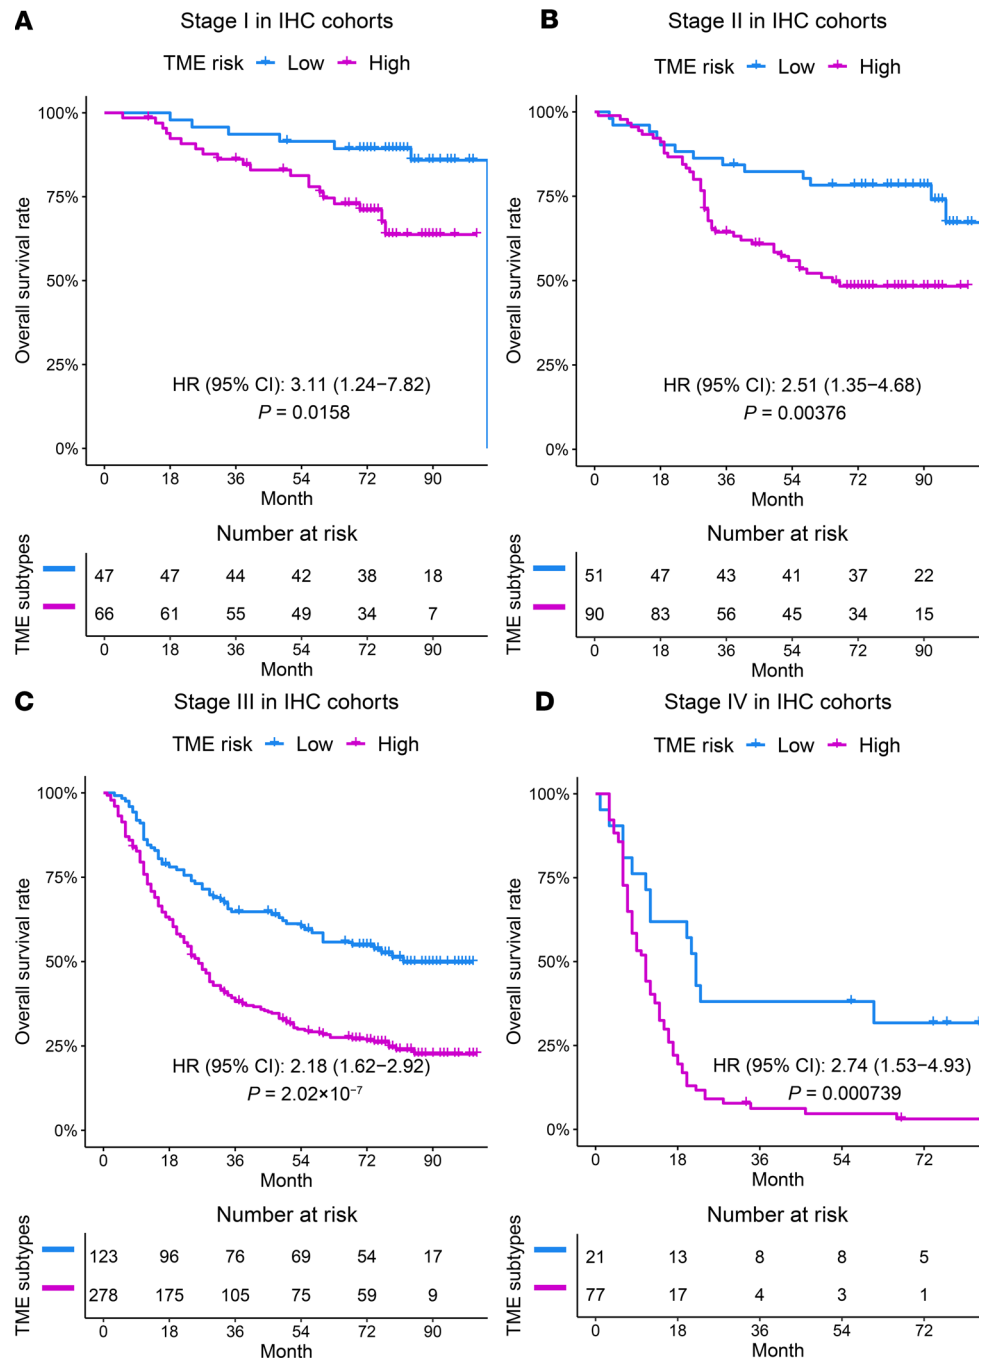 A
Stage I in IHC cohorts
TME risk Low High
100%
75%
50%
25%
0%
Overall survival rate
HR (95% CI): 3.11 (1.24–7.82)
P = 0.0158
0 18 36 54 72 90
Month
Number at risk
TME subtypes
47 47 44 42 38 18
66 61 55 49 34 7
0 18 36 54 72 90
Month
B
Stage II in IHC cohorts
TME risk Low High
100%
75%
50%
25%
0%
Overall survival rate
HR (95% CI): 2.51 (1.35–4.68)
P = 0.00376
0 18 36 54 72 90
Month
Number at risk
TME subtypes
51 47 43 41 37 22
90 83 56 45 34 15
0 18 36 54 72 90
Month
C
Stage III in IHC cohorts
TME risk Low High
100%
75%
50%
25%
0%
Overall survival rate
HR (95% CI): 2.18 (1.62–2.92)
P = 2.02×10⁻⁷
0 18 36 54 72 90
Month
Number at risk
TME subtypes
123 96 76 69 54 17
278 175 105 75 59 9
0 18 36 54 72 90
Month
D
Stage IV in IHC cohorts
TME risk Low High
100%
75%
50%
25%
0%
Overall survival rate
HR (95% CI): 2.74 (1.53–4.93)
P = 0.000739
0 18 36 54 72
Month
Number at risk
TME subtypes
21 13 8 8 5
77 17 4 3 1
0 18 36 54 72
Month